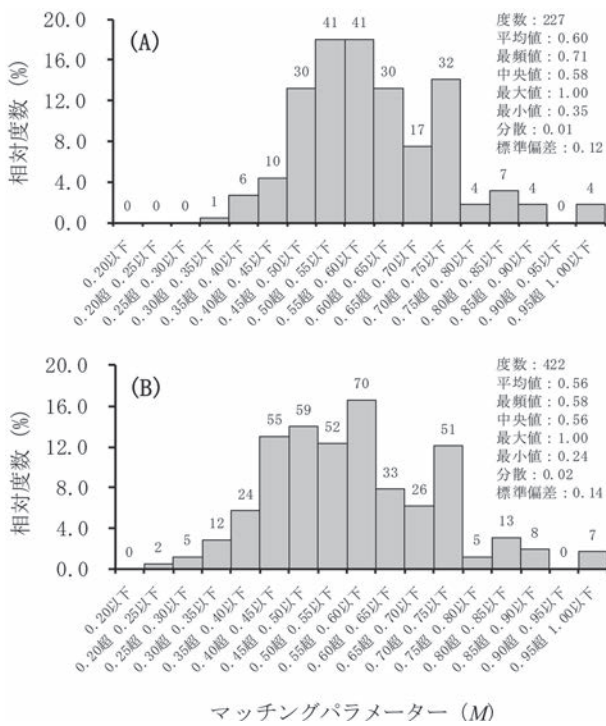 (A)
度数：227
平均値：0.60
最頻値：0.71
中央値：0.58
最大値：1.00
最小値：0.35
分散：0.01
標準偏差：0.12
相対度数 (%)
20.0
16.0
12.0
8.0
4.0
0.0
0 0 0 1 6 10 30 41 41 30 17 32 4 7 4 0 4
0.20以下
0.20超 0.25以下
0.25超 0.30以下
0.30超 0.35以下
0.35超 0.40以下
0.40超 0.45以下
0.45超 0.50以下
0.50超 0.55以下
0.55超 0.60以下
0.60超 0.65以下
0.65超 0.70以下
0.70超 0.75以下
0.75超 0.80以下
0.80超 0.85以下
0.85超 0.90以下
0.90超 0.95以下
0.95超 1.00以下
(B)
度数：422
平均値：0.56
最頻値：0.58
中央値：0.56
最大値：1.00
最小値：0.24
分散：0.02
標準偏差：0.14
相対度数 (%)
20.0
16.0
12.0
8.0
4.0
0.0
0 2 5 12 24 55 59 52 70 33 26 51 5 13 8 0 7
0.20以下
0.20超 0.25以下
0.25超 0.30以下
0.30超 0.35以下
0.35超 0.40以下
0.40超 0.45以下
0.45超 0.50以下
0.50超 0.55以下
0.55超 0.60以下
0.60超 0.65以下
0.65超 0.70以下
0.70超 0.75以下
0.75超 0.80以下
0.80超 0.85以下
0.85超 0.90以下
0.90超 0.95以下
0.95超 1.00以下
マッチングパラメーター (M)